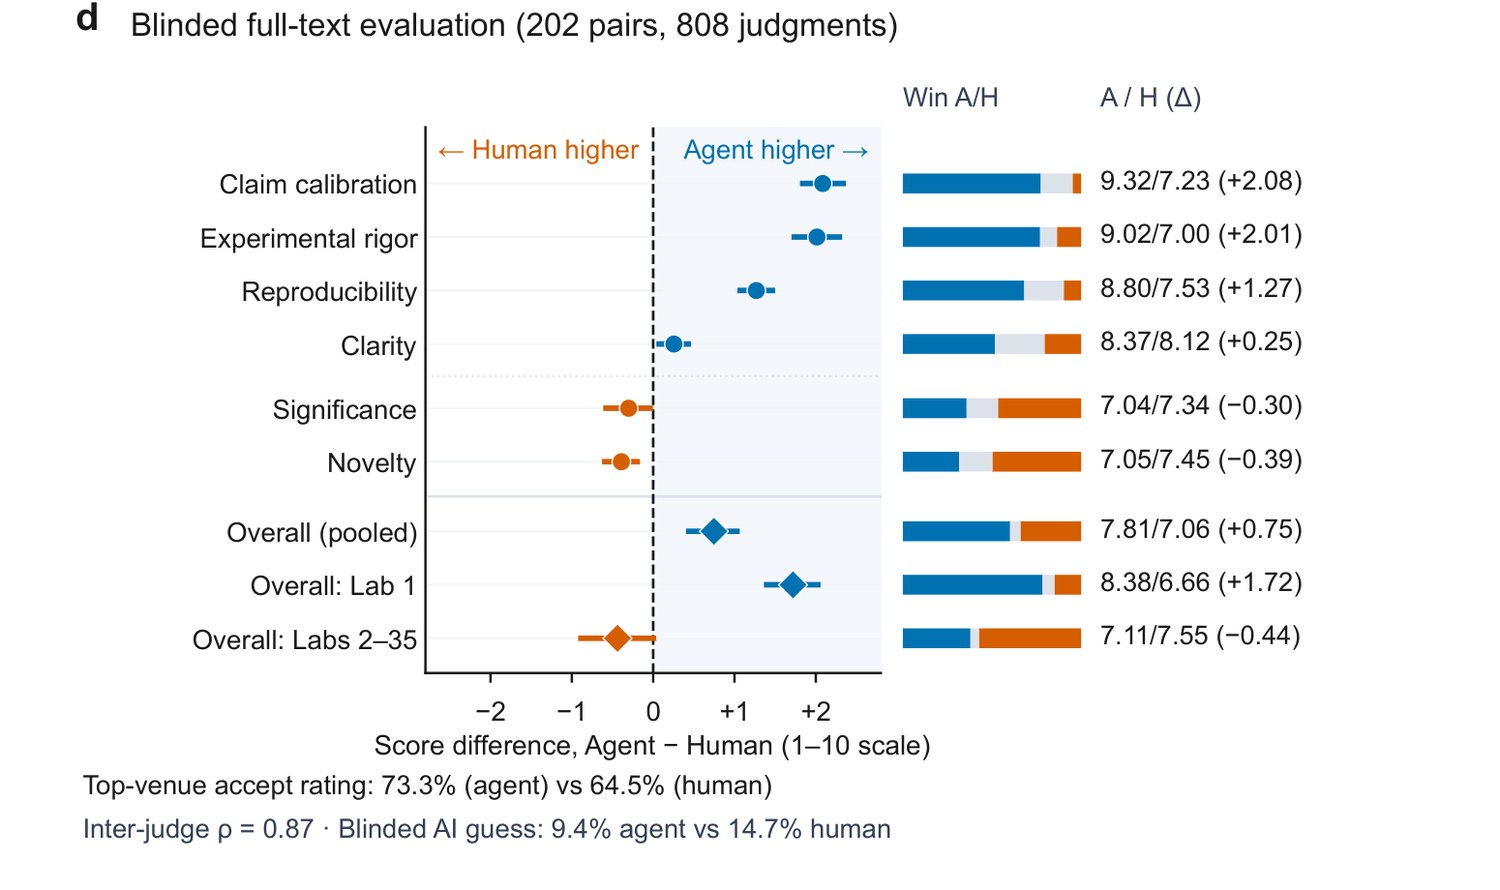 d Blinded full-text evaluation (202 pairs, 808 judgments)
Win A/H A / H (Δ)
← Human higher Agent higher →
Claim calibration 9.32/7.23 (+2.08)
Experimental rigor 9.02/7.00 (+2.01)
Reproducibility 8.80/7.53 (+1.27)
Clarity 8.37/8.12 (+0.25)
Significance 7.04/7.34 (−0.30)
Novelty 7.05/7.45 (−0.39)
Overall (pooled) 7.81/7.06 (+0.75)
Overall: Lab 1 8.38/6.66 (+1.72)
Overall: Labs 2–35 7.11/7.55 (−0.44)
−2 −1 0 +1 +2
Score difference, Agent − Human (1–10 scale)
Top-venue accept rating: 73.3% (agent) vs 64.5% (human)
Inter-judge ρ = 0.87 · Blinded AI guess: 9.4% agent vs 14.7% human